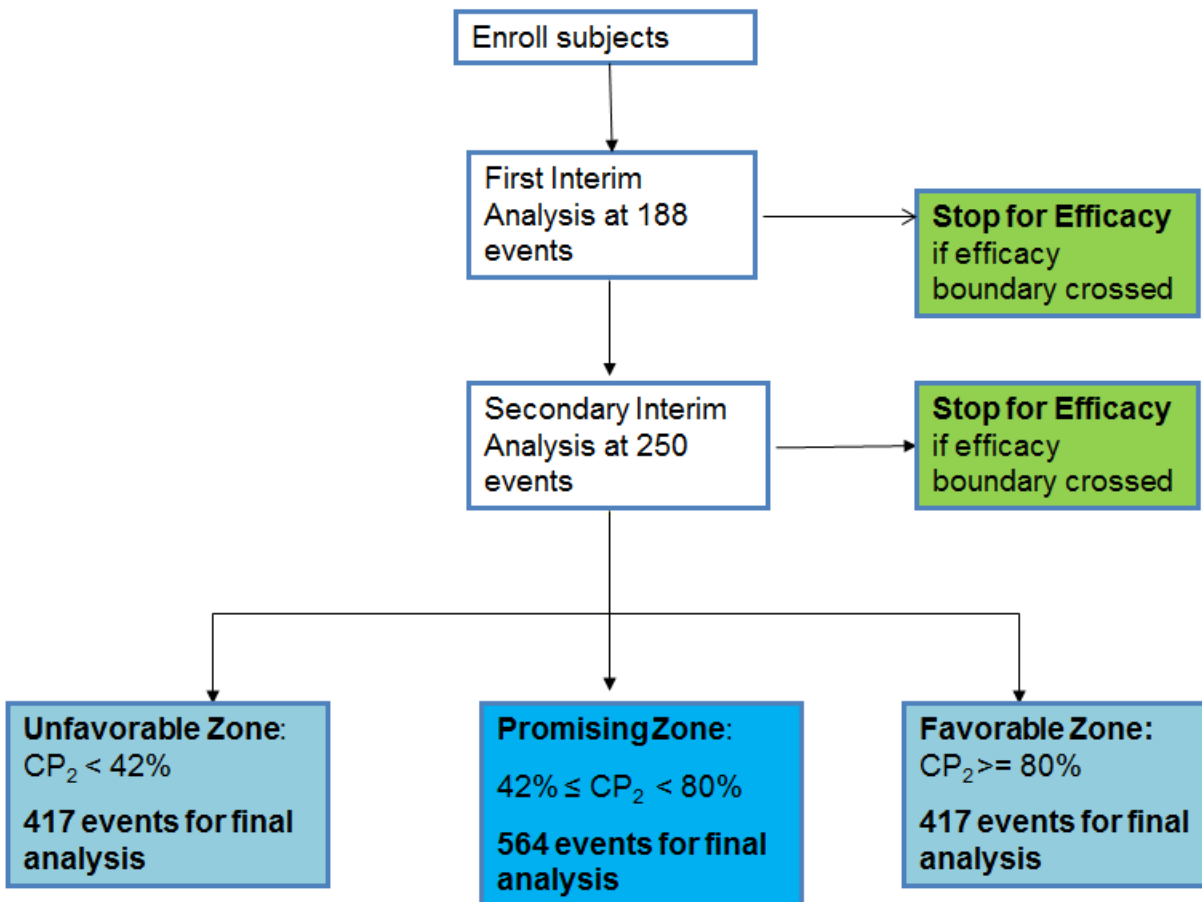 Enroll subjects
First Interim
Analysis at 188
events
Stop for Efficacy
if efficacy
boundary crossed
Secondary Interim
Analysis at 250
events
Stop for Efficacy
if efficacy
boundary crossed
Unfavorable Zone:
CP₂ < 42%
417 events for final
analysis
Promising Zone:
42% ≤ CP₂ < 80%
564 events for final
analysis
Favorable Zone:
CP₂ >= 80%
417 events for final
analysis